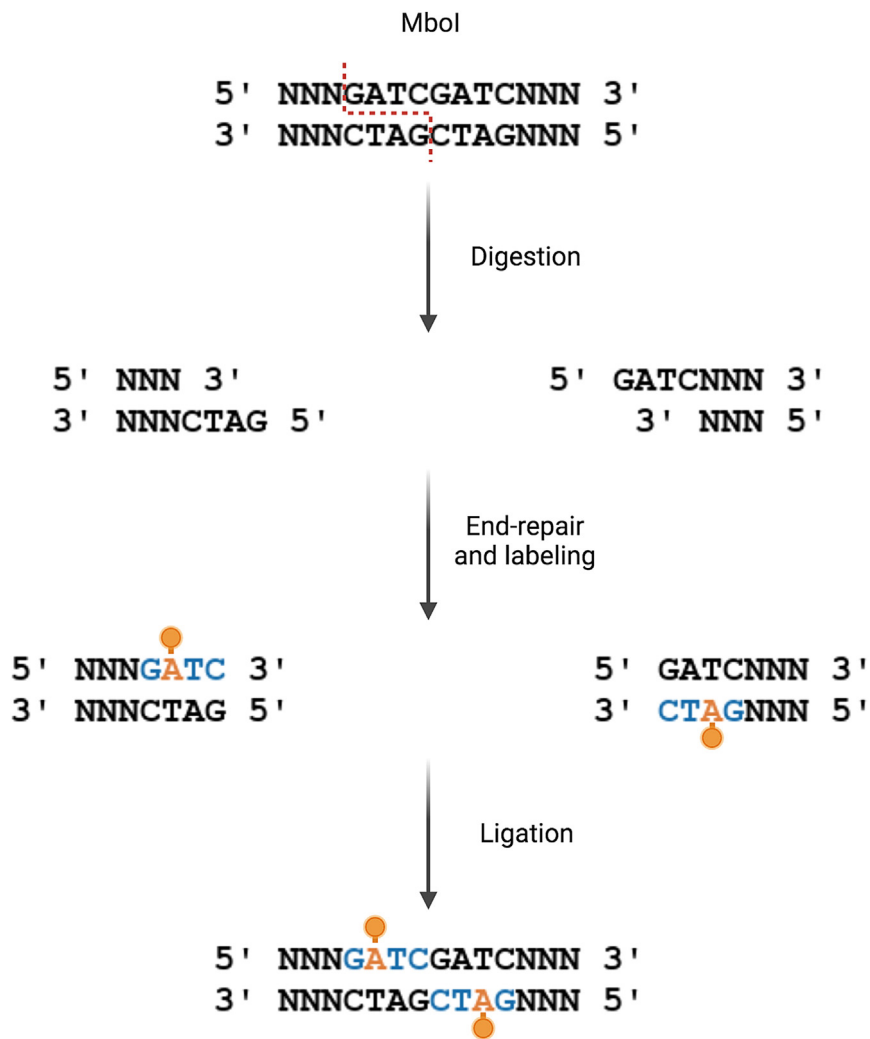 MboI
5' NNNGATCGATCNNN 3'
3' NNNCTAGCTAGNNN 5'
Digestion
5' NNN 3'
3' NNNCTAG 5'
5' GATCNNN 3'
3' NNN 5'
End-repair
and labeling
5' NNNGATC 3'
3' NNNCTAG 5'
5' GATCNNN 3'
3' CTAGNNN 5'
Ligation
5' NNNGATCGATCNNN 3'
3' NNNCTAGCTAGNNN 5'